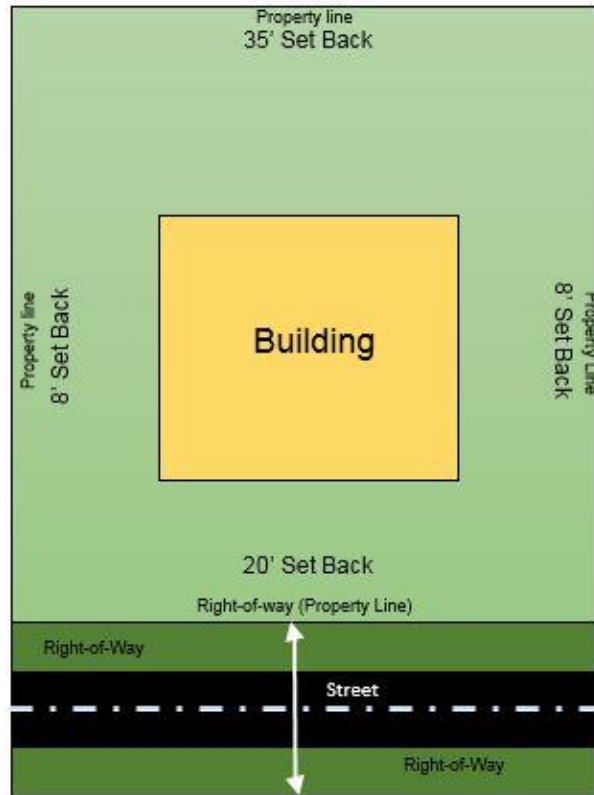 Property line
35’ Set Back
Property line
8’ Set Back
Building
8’ Set Back
Property Line
20’ Set Back
Right-of-way (Property Line)
Right-of-Way
Street
Right-of-Way